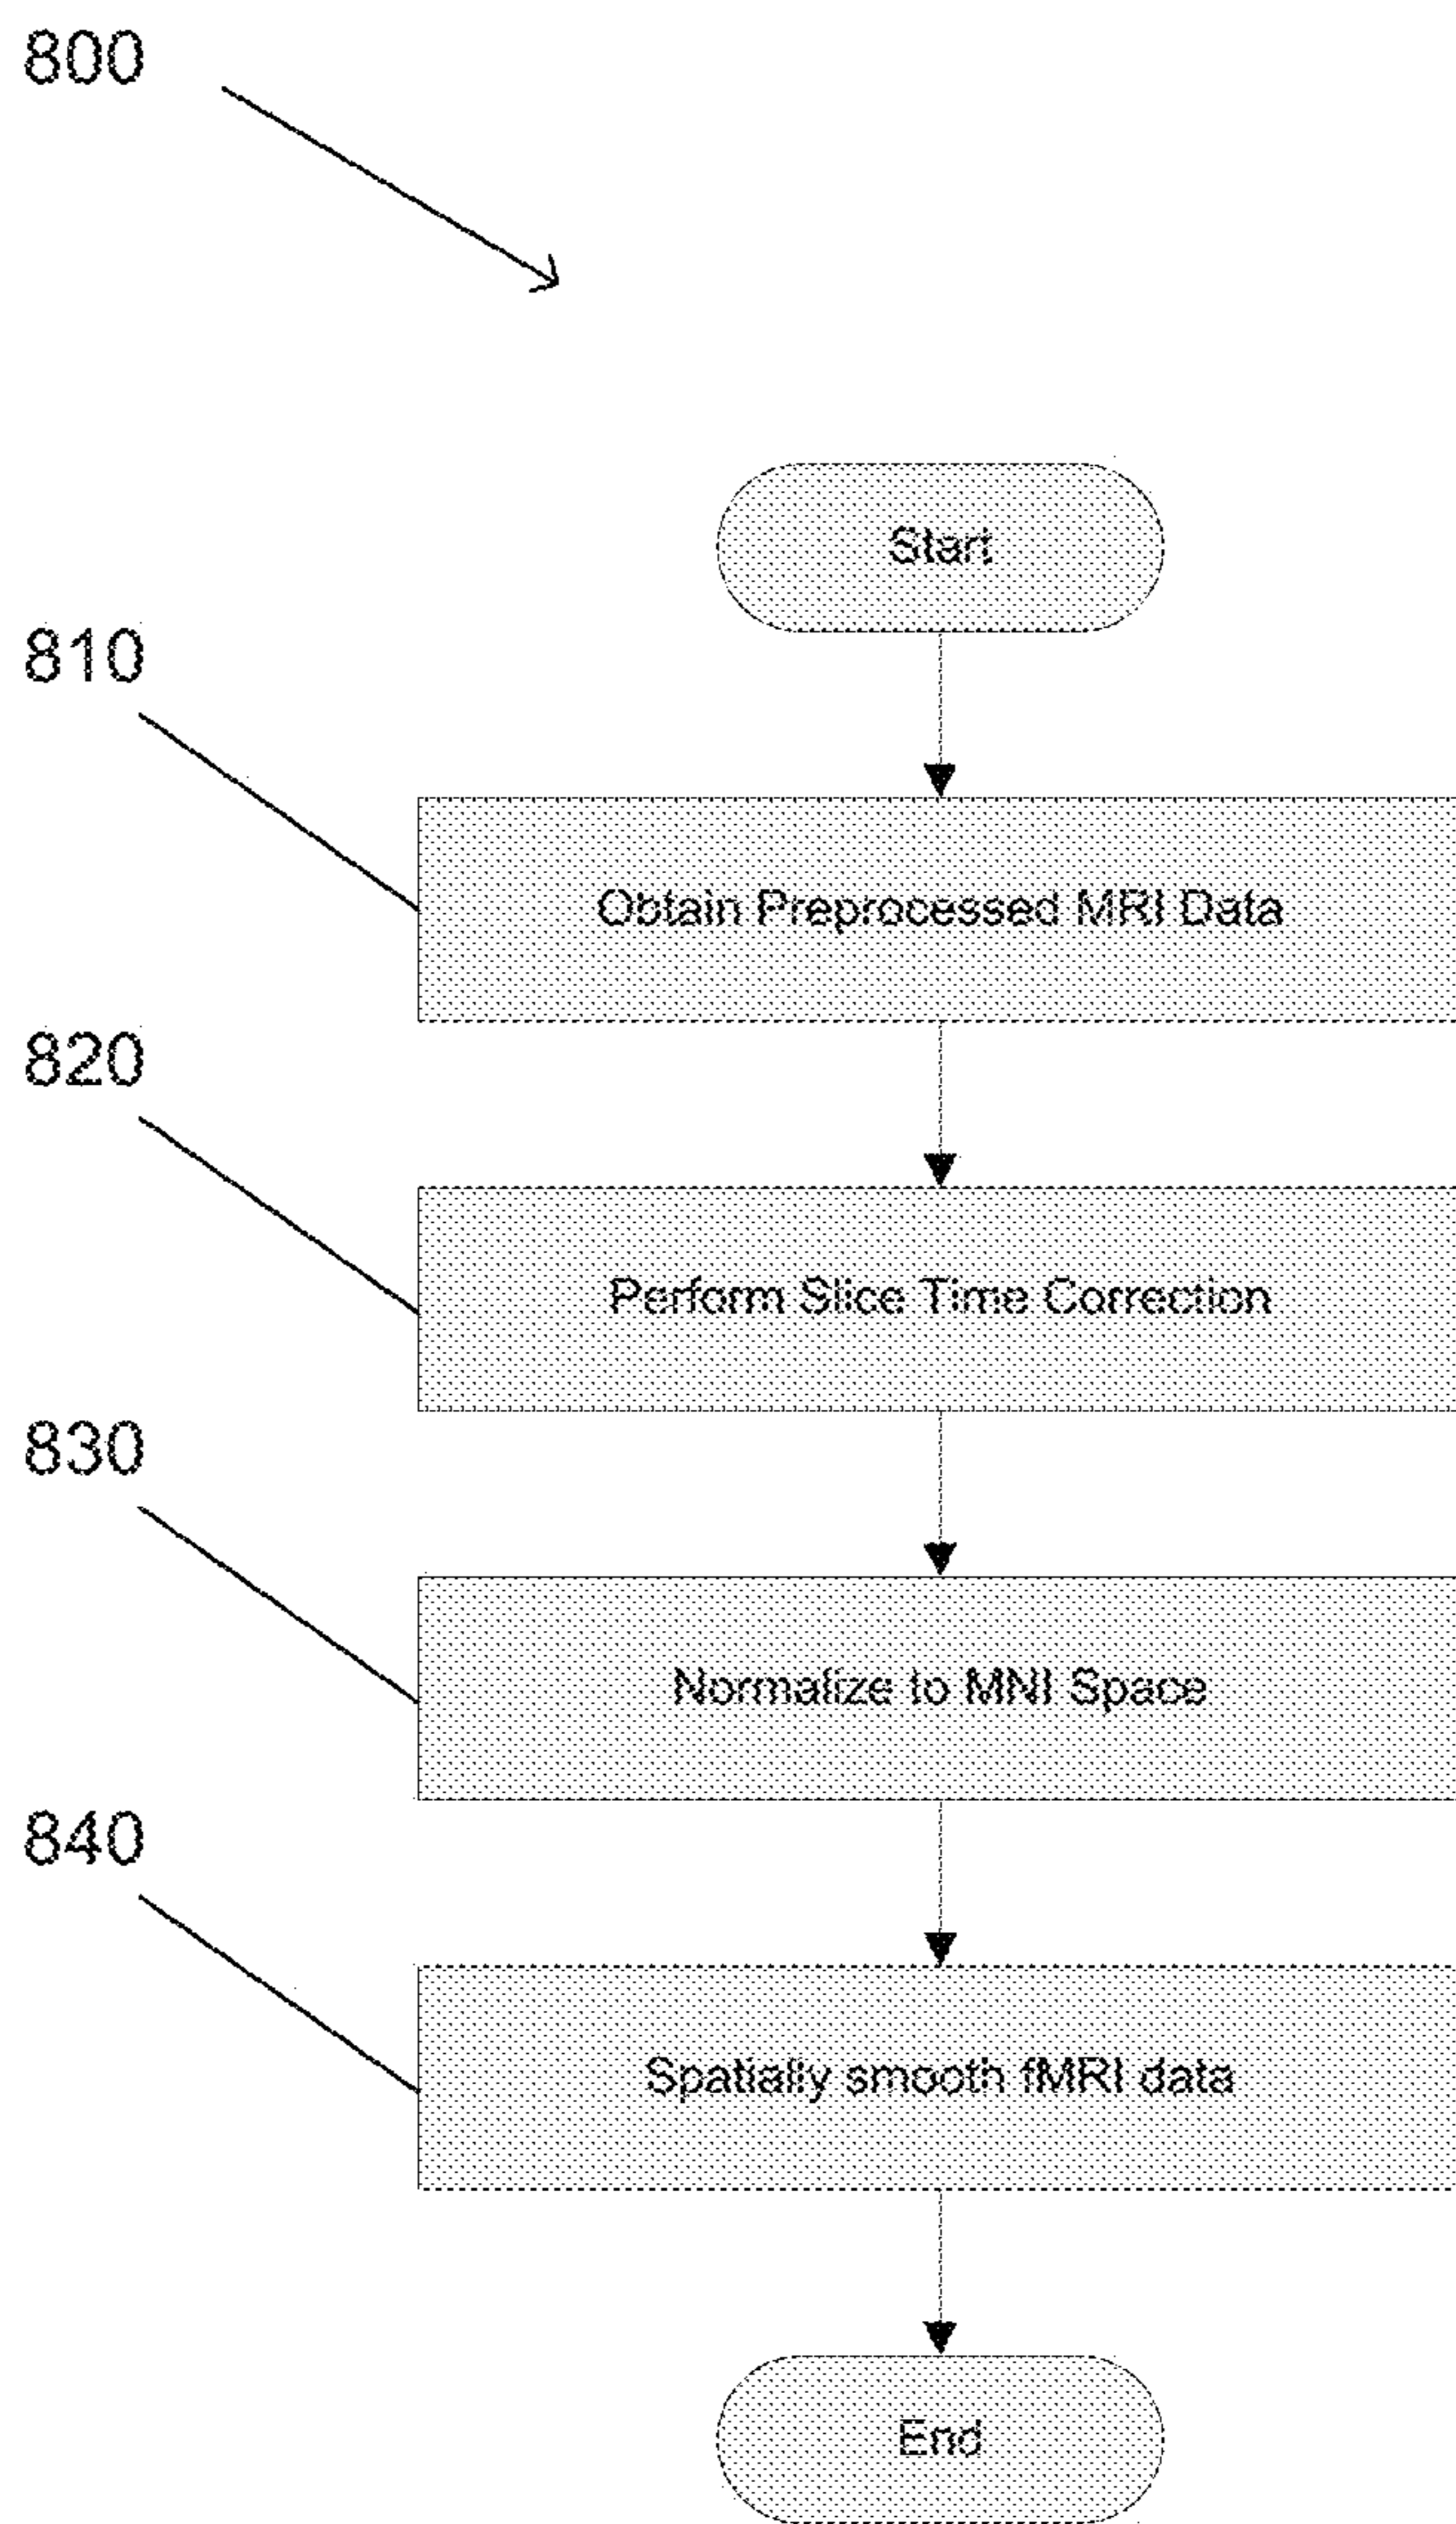 800
Start
810
Obtain Preprocessed MRI Data
820
Perform Slice Time Correction
830
Normalize to MNI Space
840
Spatially smooth fMRI data
End